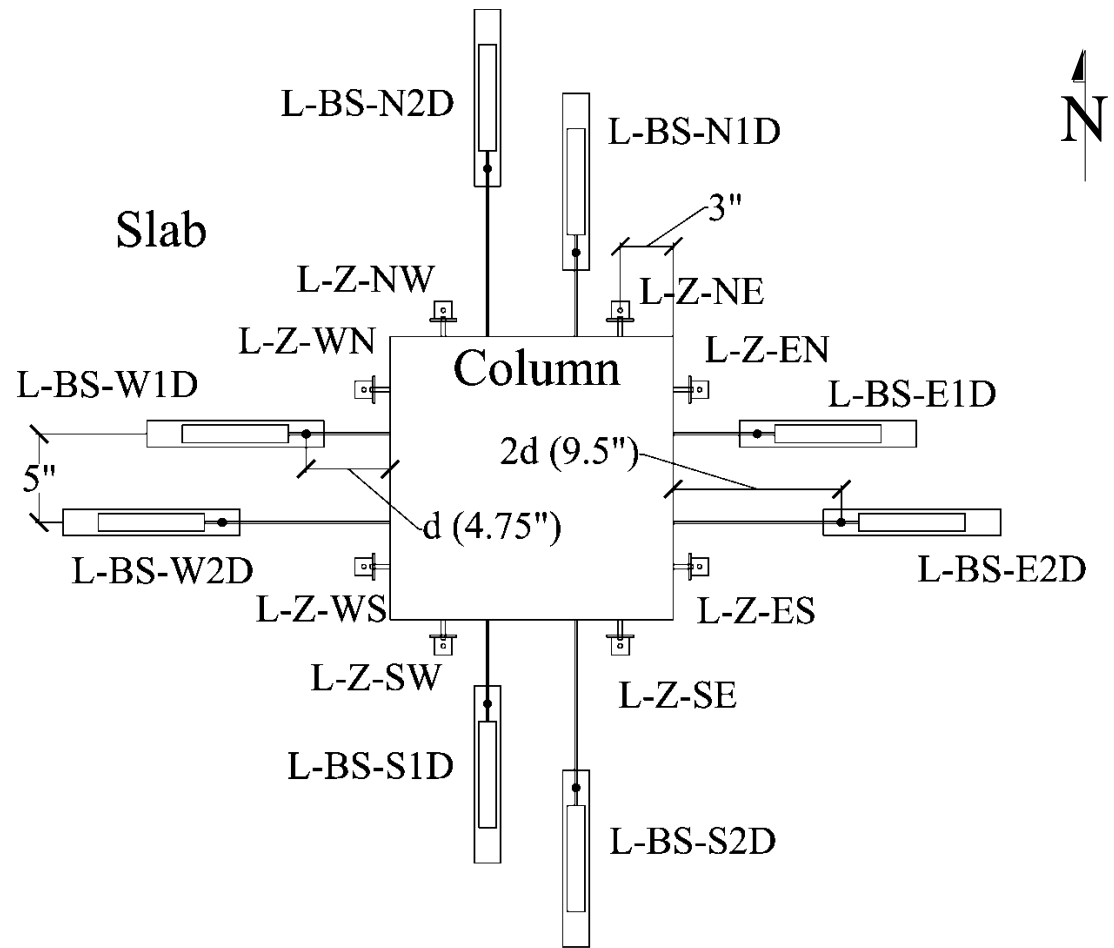 L-BS-N2D
N
L-BS-N1D
3"
Slab
L-Z-NW
L-Z-NE
L-Z-WN
L-Z-EN
Column
L-BS-W1D
L-BS-E1D
2d (9.5")
5"
d (4.75")
L-BS-W2D
L-BS-E2D
L-Z-WS
L-Z-ES
L-Z-SW
L-Z-SE
L-BS-S1D
L-BS-S2D